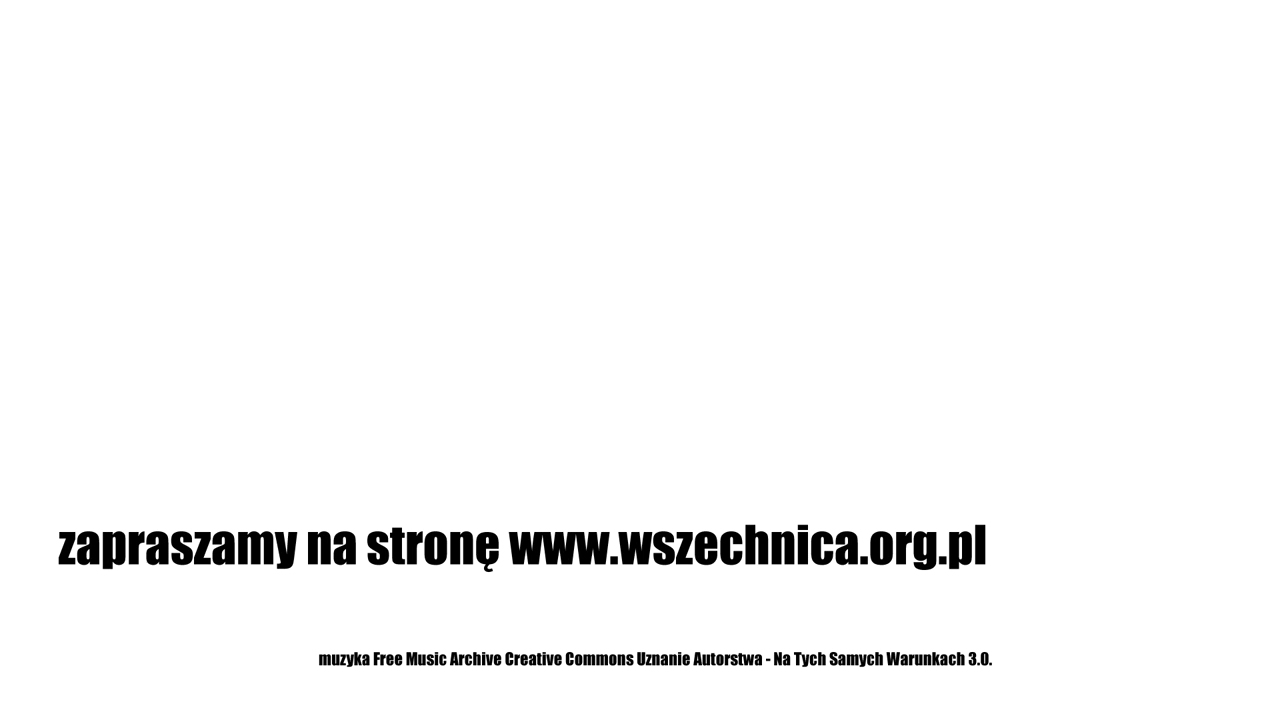 zapraszamy na stronę www.wszechnica.org.pl
muzyka Free Music Archive Creative Commons Uznanie Autorstwa - Na Tych Samych Warunkach 3.0.